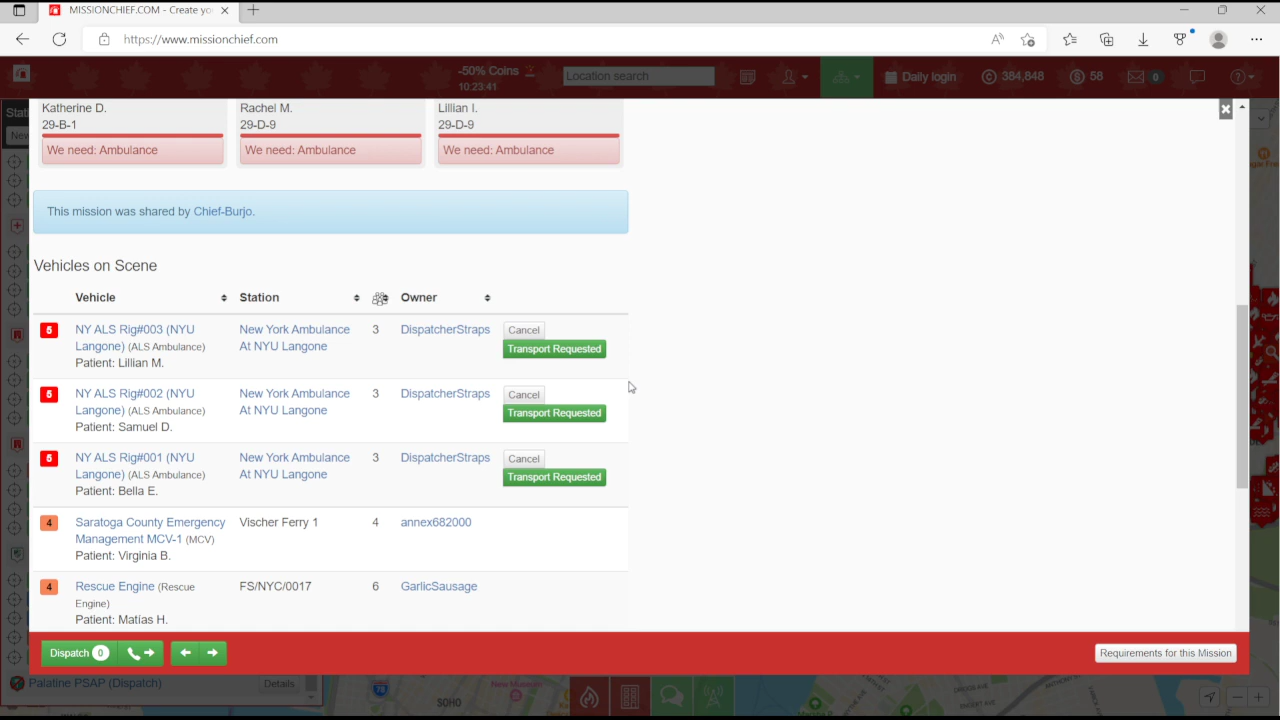 MISSIONCHIEF.COM - Create yo
https://www.missionchief.com
-50% Coins
10:23:41
Location search
Daily login
384,848
58
0
Stati
New
Katherine D.
29-B-1
We need: Ambulance
Rachel M.
29-D-9
We need: Ambulance
Lillian I.
29-D-9
We need: Ambulance
This mission was shared by Chief-Burjo.
Vehicles on Scene
Vehicle Station Owner
5 NY ALS Rig#003 (NYU New York Ambulance 3 DispatcherStraps Cancel
Langone) (ALS Ambulance) At NYU Langone Transport Requested
Patient: Lillian M.
5 NY ALS Rig#002 (NYU New York Ambulance 3 DispatcherStraps Cancel
Langone) (ALS Ambulance) At NYU Langone Transport Requested
Patient: Samuel D.
5 NY ALS Rig#001 (NYU New York Ambulance 3 DispatcherStraps Cancel
Langone) (ALS Ambulance) At NYU Langone Transport Requested
Patient: Bella E.
4 Saratoga County Emergency Vischer Ferry 1 4 annex682000
Management MCV-1 (MCV)
Patient: Virginia B.
4 Rescue Engine (Rescue FS/NYC/0017 6 GarlicSausage
Engine)
Patient: Matías H.
Dispatch 0
Requirements for this Mission
Palatine PSAP (Dispatch) Details
SOHO
New Museum